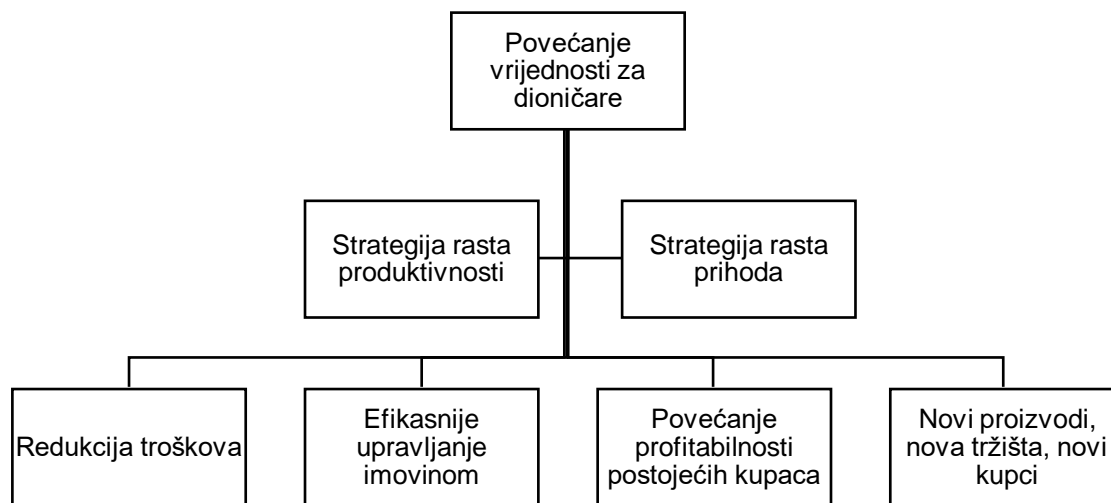 Povećanje
vrijednosti za
dioničare
Strategija rasta
produktivnosti
Strategija rasta
prihoda
Redukcija troškova
Efikasnije
upravljanje
imovinom
Povećanje
profitabilnosti
postojećih kupaca
Novi proizvodi,
nova tržišta, novi
kupci